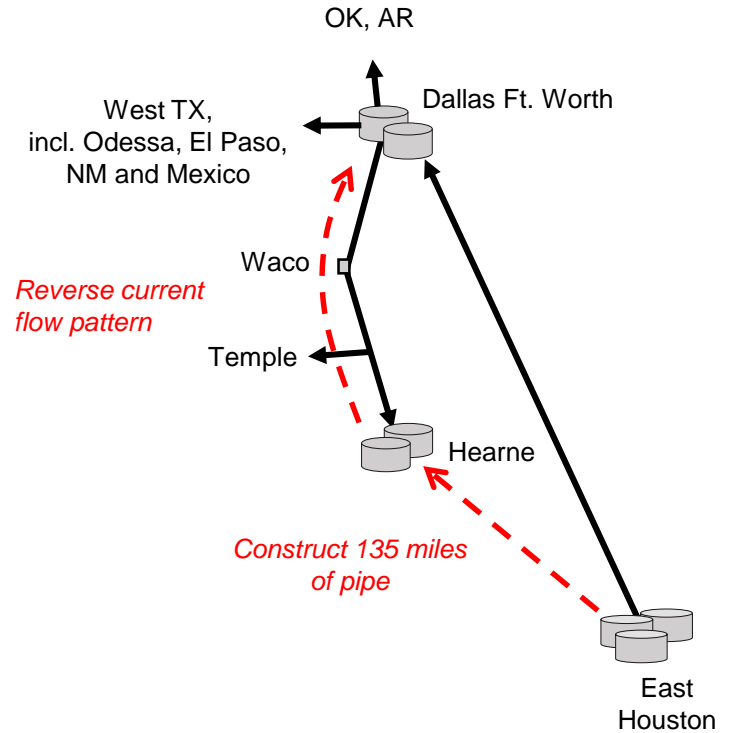 OK, AR
Dallas Ft. Worth
West TX,
incl. Odessa, El Paso,
NM and Mexico
Waco
Reverse current
flow pattern
Temple
Hearne
Construct 135 miles
of pipe
East
Houston